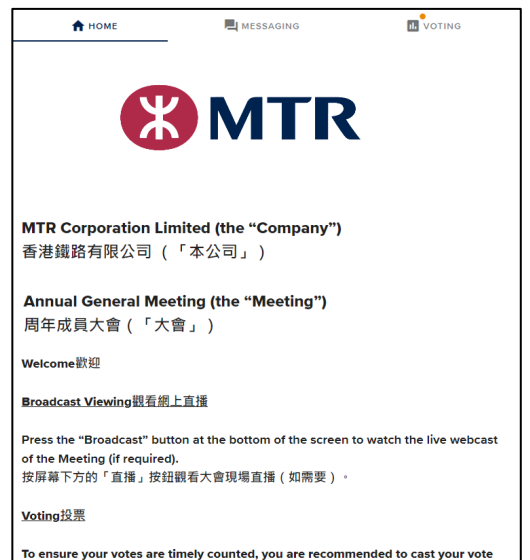 HOME
MESSAGING
VOTING
MTR
MTR Corporation Limited (the “Company”)
香港鐵路有限公司（「本公司」）
Annual General Meeting (the “Meeting”)
周年成員大會（「大會」）
Welcome歡迎
Broadcast Viewing觀看網上直播
Press the “Broadcast” button at the bottom of the screen to watch the live webcast
of the Meeting (if required).
按屏幕下方的「直播」按鈕觀看大會現場直播（如需要）。
Voting投票
To ensure your votes are timely counted, you are recommended to cast your vote